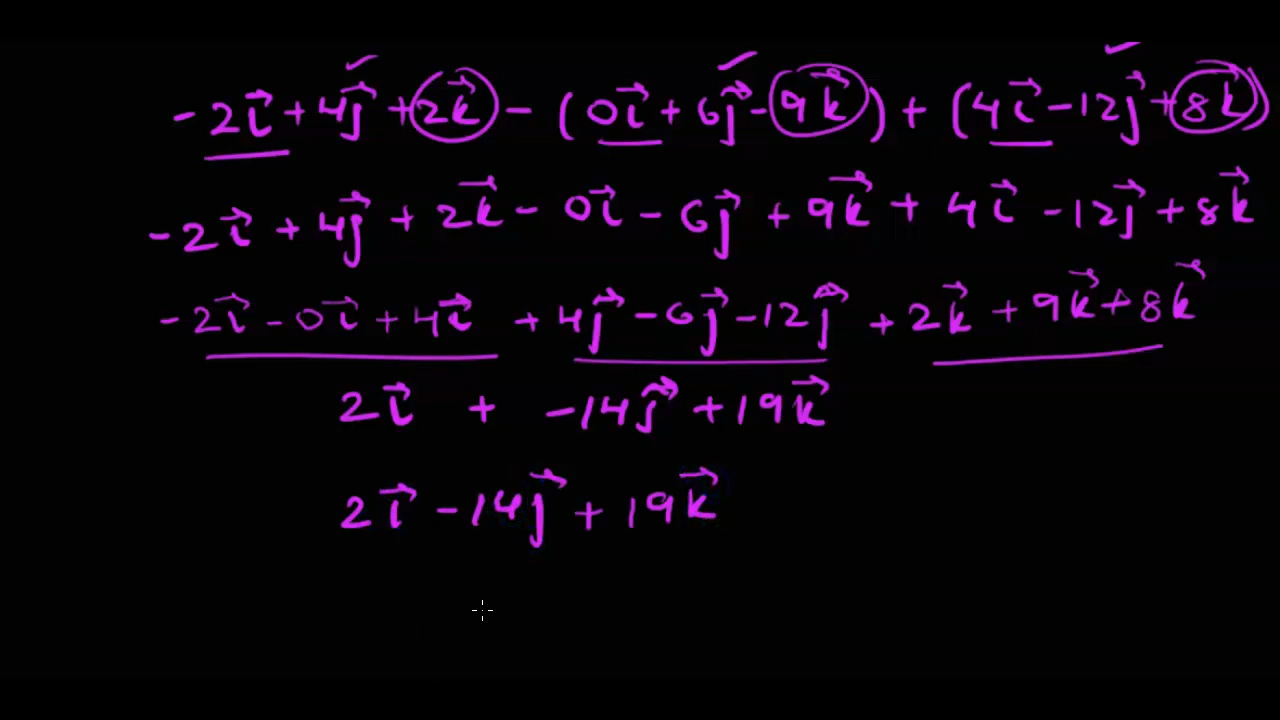 -2i⃗ + 4j⃗ + 2k⃗ - (0i⃗ + 6j⃗ - 9k⃗) + (4i⃗ - 12j⃗ + 8k⃗)
-2i⃗ + 4j⃗ + 2k⃗ - 0i⃗ - 6j⃗ + 9k⃗ + 4i⃗ - 12j⃗ + 8k⃗
-2i⃗ - 0i⃗ + 4i⃗ + 4j⃗ - 6j⃗ - 12j⃗ + 2k⃗ + 9k⃗ + 8k⃗
2i⃗ + -14j⃗ + 19k⃗
2i⃗ - 14j⃗ + 19k⃗